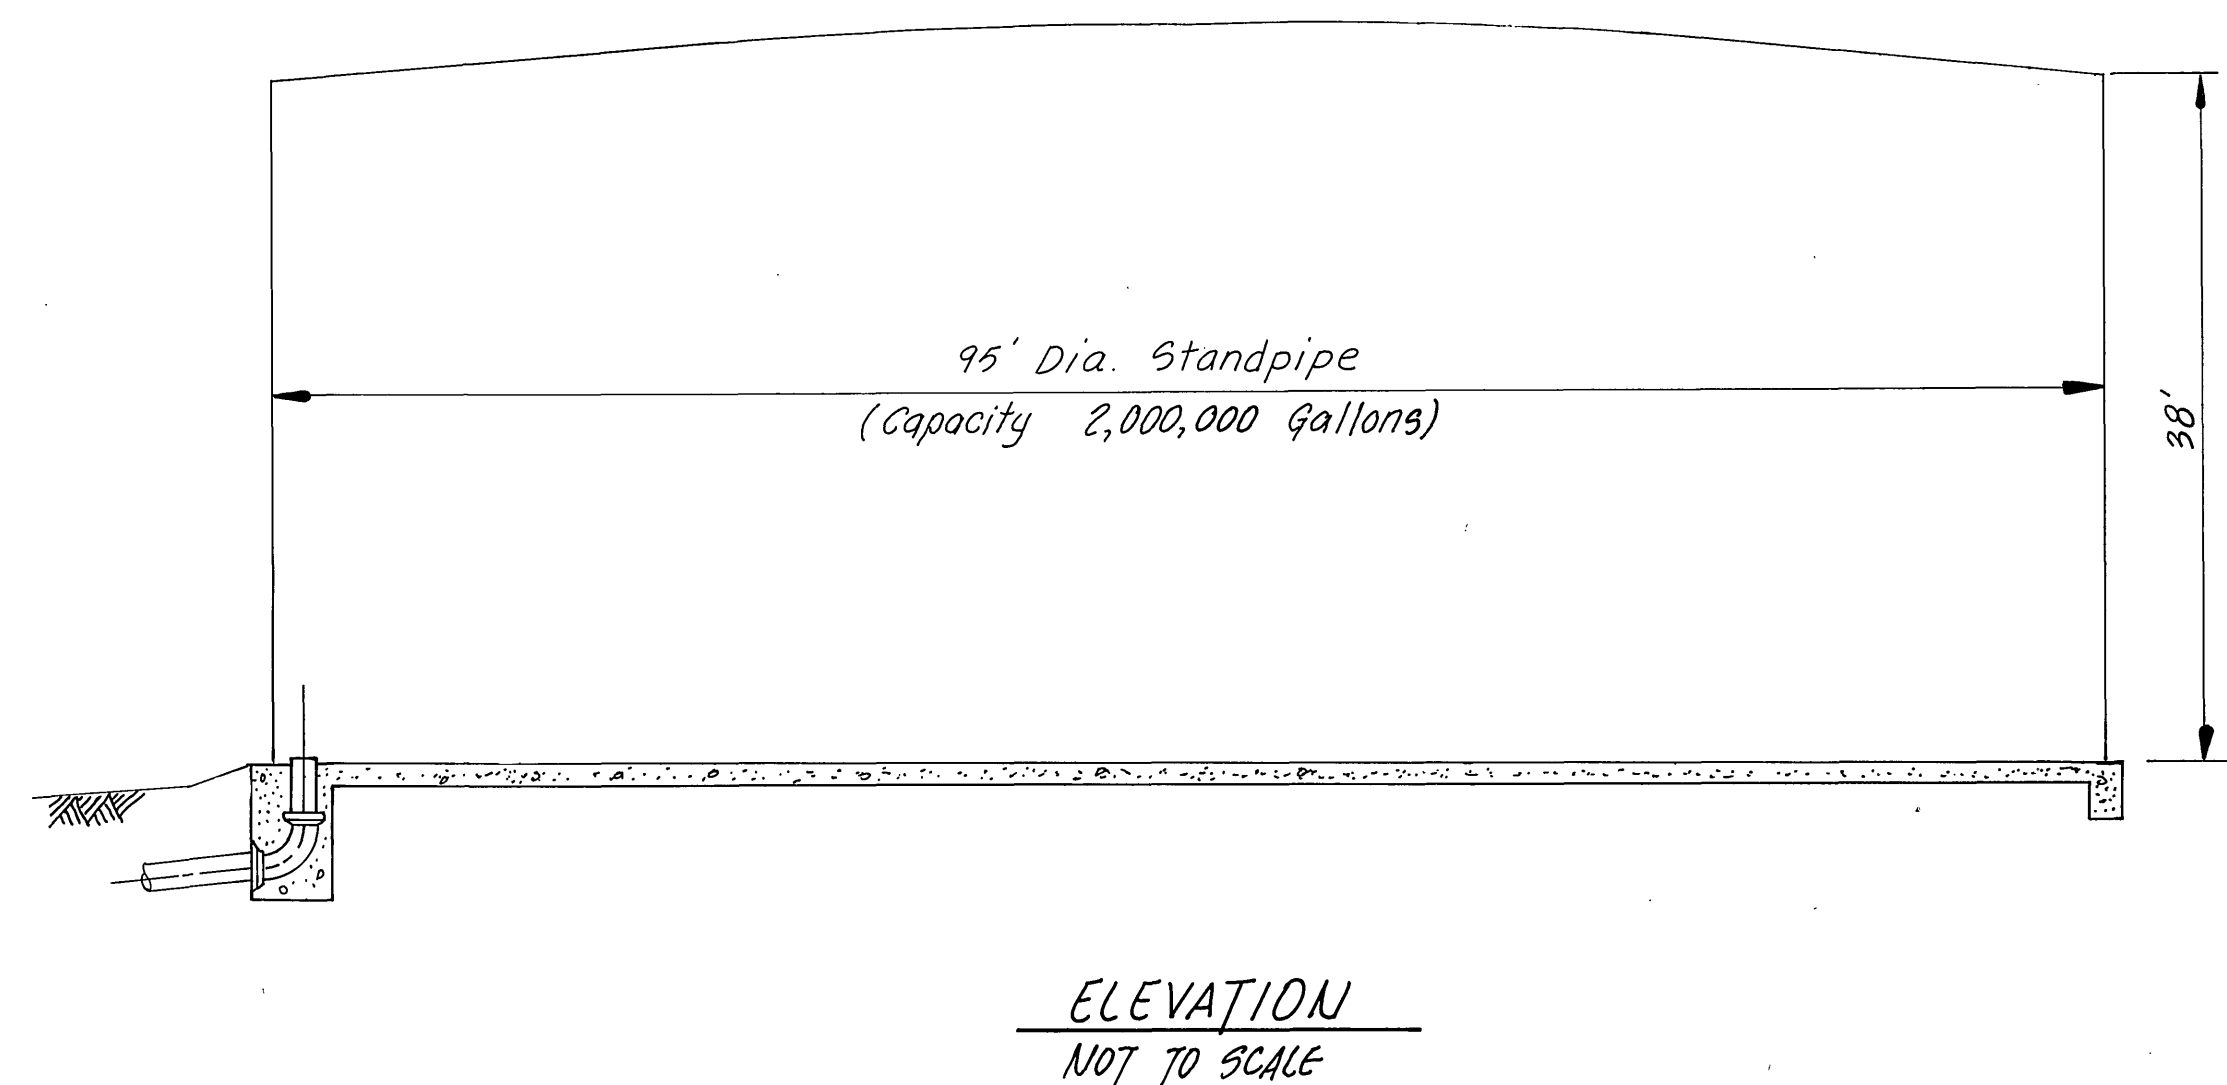 95' Dia. Standpipe
(Capacity 2,000,000 Gallons)
38'
ELEVATION
NOT TO SCALE